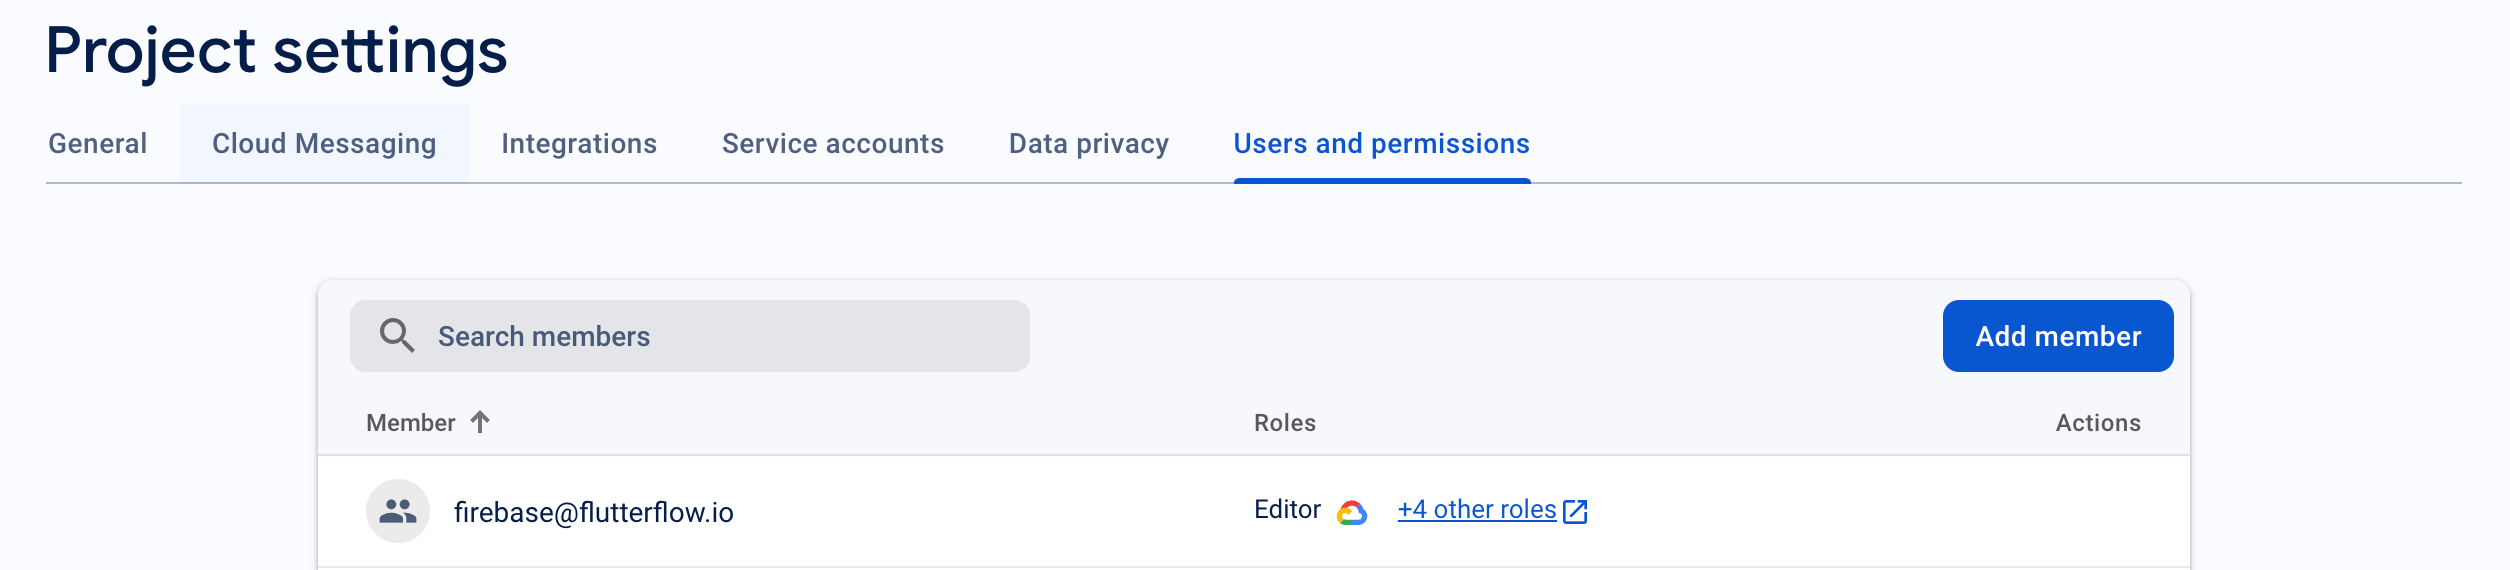 Project settings
General Cloud Messaging Integrations Service accounts Data privacy Users and permissions
Search members Add member
Member Roles Actions
firebase@flutterflow.io Editor +4 other roles